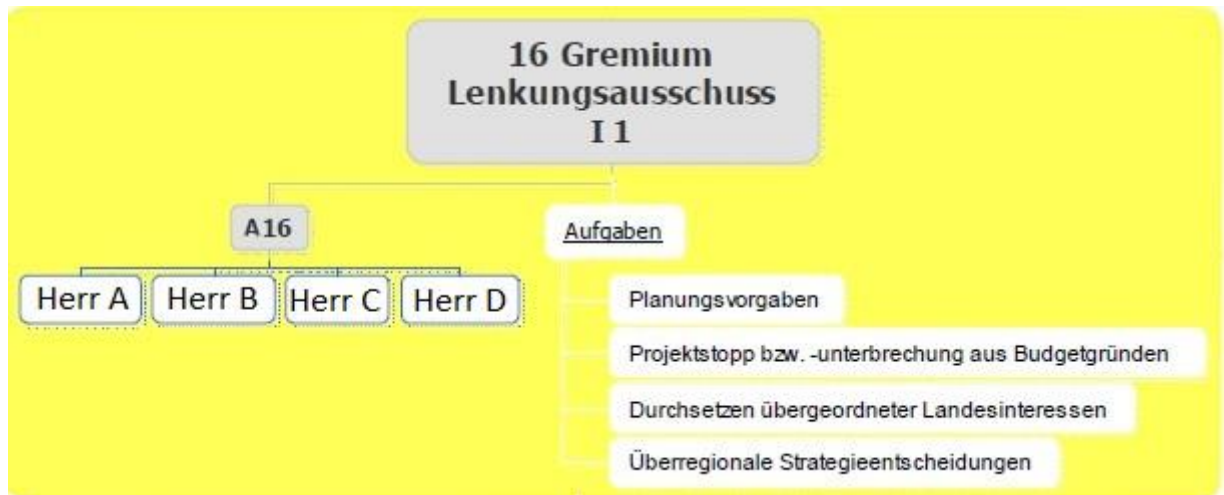 16 Gremium
Lenkungsausschuss
I 1
A16
Herr A
Herr B
Herr C
Herr D
Aufgaben
Planungsvorgaben
Projektstopp bzw. -unterbrechung aus Budgetgründen
Durchsetzen übergeordneter Landesinteressen
Überregionale Strategieentscheidungen